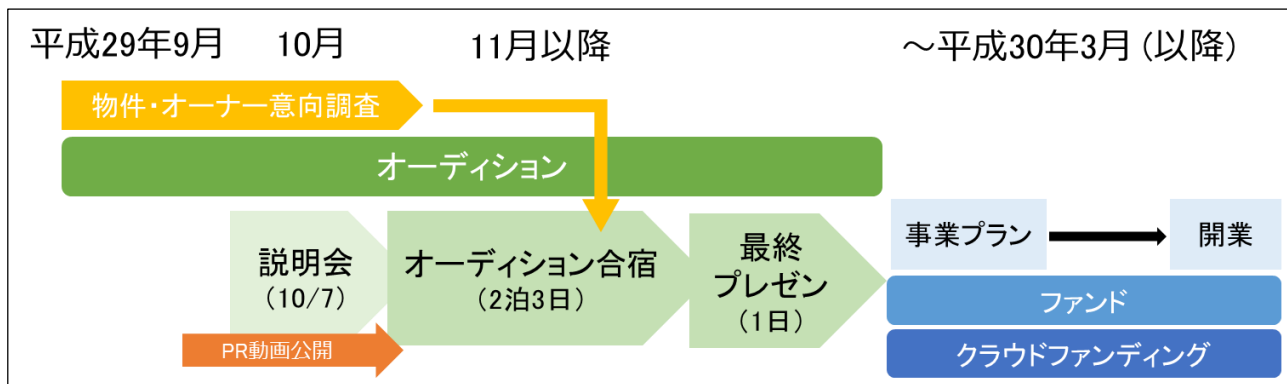 平成29年9月 10月 11月以降 ～平成30年3月(以降)
物件・オーナー意向調査
オーディション
説明会
(10/7)
オーディション合宿
(2泊3日)
最終
プレゼン
(1日)
事業プラン
開業
ファンド
クラウドファンディング
PR動画公開